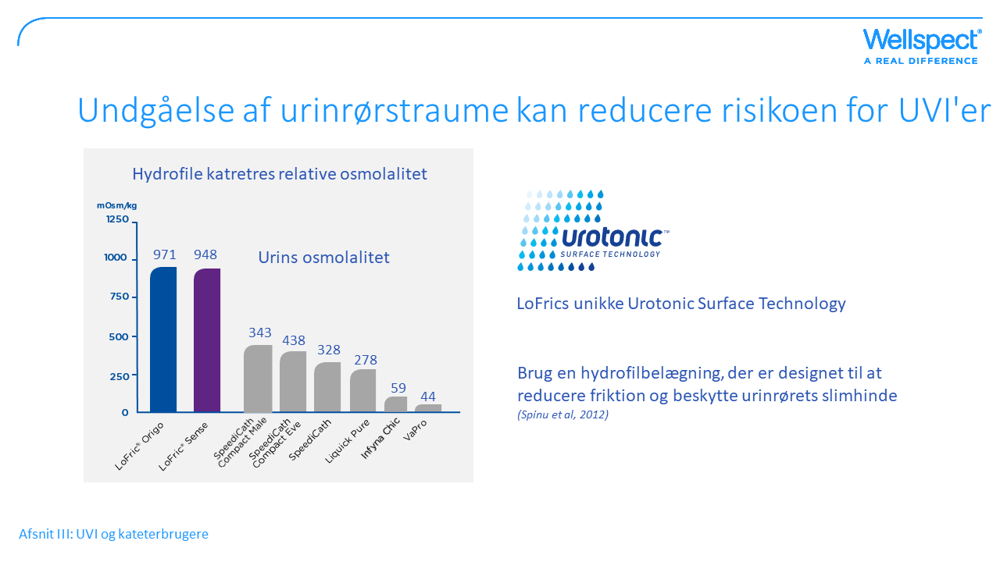 Wellspect®
A REAL DIFFERENCE
Undgåelse af urinrørstraume kan reducere risikoen for UVI'er
Hydrofile katretres relative osmolalitet
mOsm/kg
1250
1000
750
500
250
0
Urins osmolalitet
971
948
343
438
328
278
59
44
LoFric® Origo
LoFric® Sense
SpeediCath
Compact Male
SpeediCath
Compact Eve
SpeediCath
Liquick Pure
Infyna Chic
VaPro
urotonic™
SURFACE TECHNOLOGY
LoFrics unikke Urotonic Surface Technology
Brug en hydrofilbelægning, der er designet til at
reducere friktion og beskytte urinrørets slimhinde
(Spinu et al, 2012)
Afsnit III: UVI og kateterbrugere